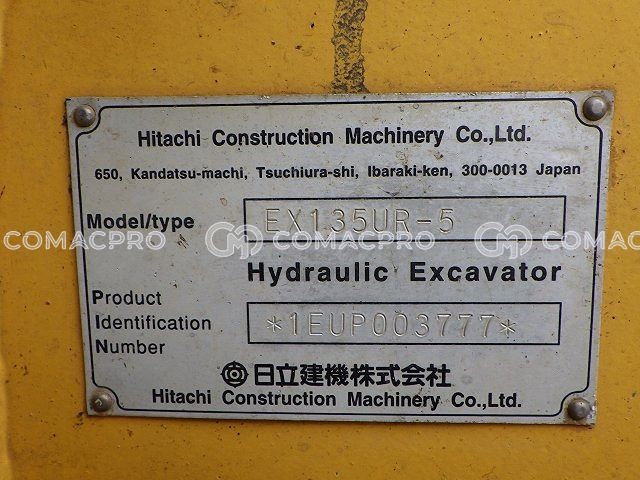 Hitachi Construction Machinery Co.,Ltd.
650, Kandatsu-machi, Tsuchiura-shi, Ibaraki-ken, 300-0013 Japan
Model/type EX135UR-5
COMACPRO COMACPRO COMACPRO
Hydraulic Excavator
Product
Identification *1EUP003777*
Number
日立建機株式会社
Hitachi Construction Machinery Co.,Ltd.